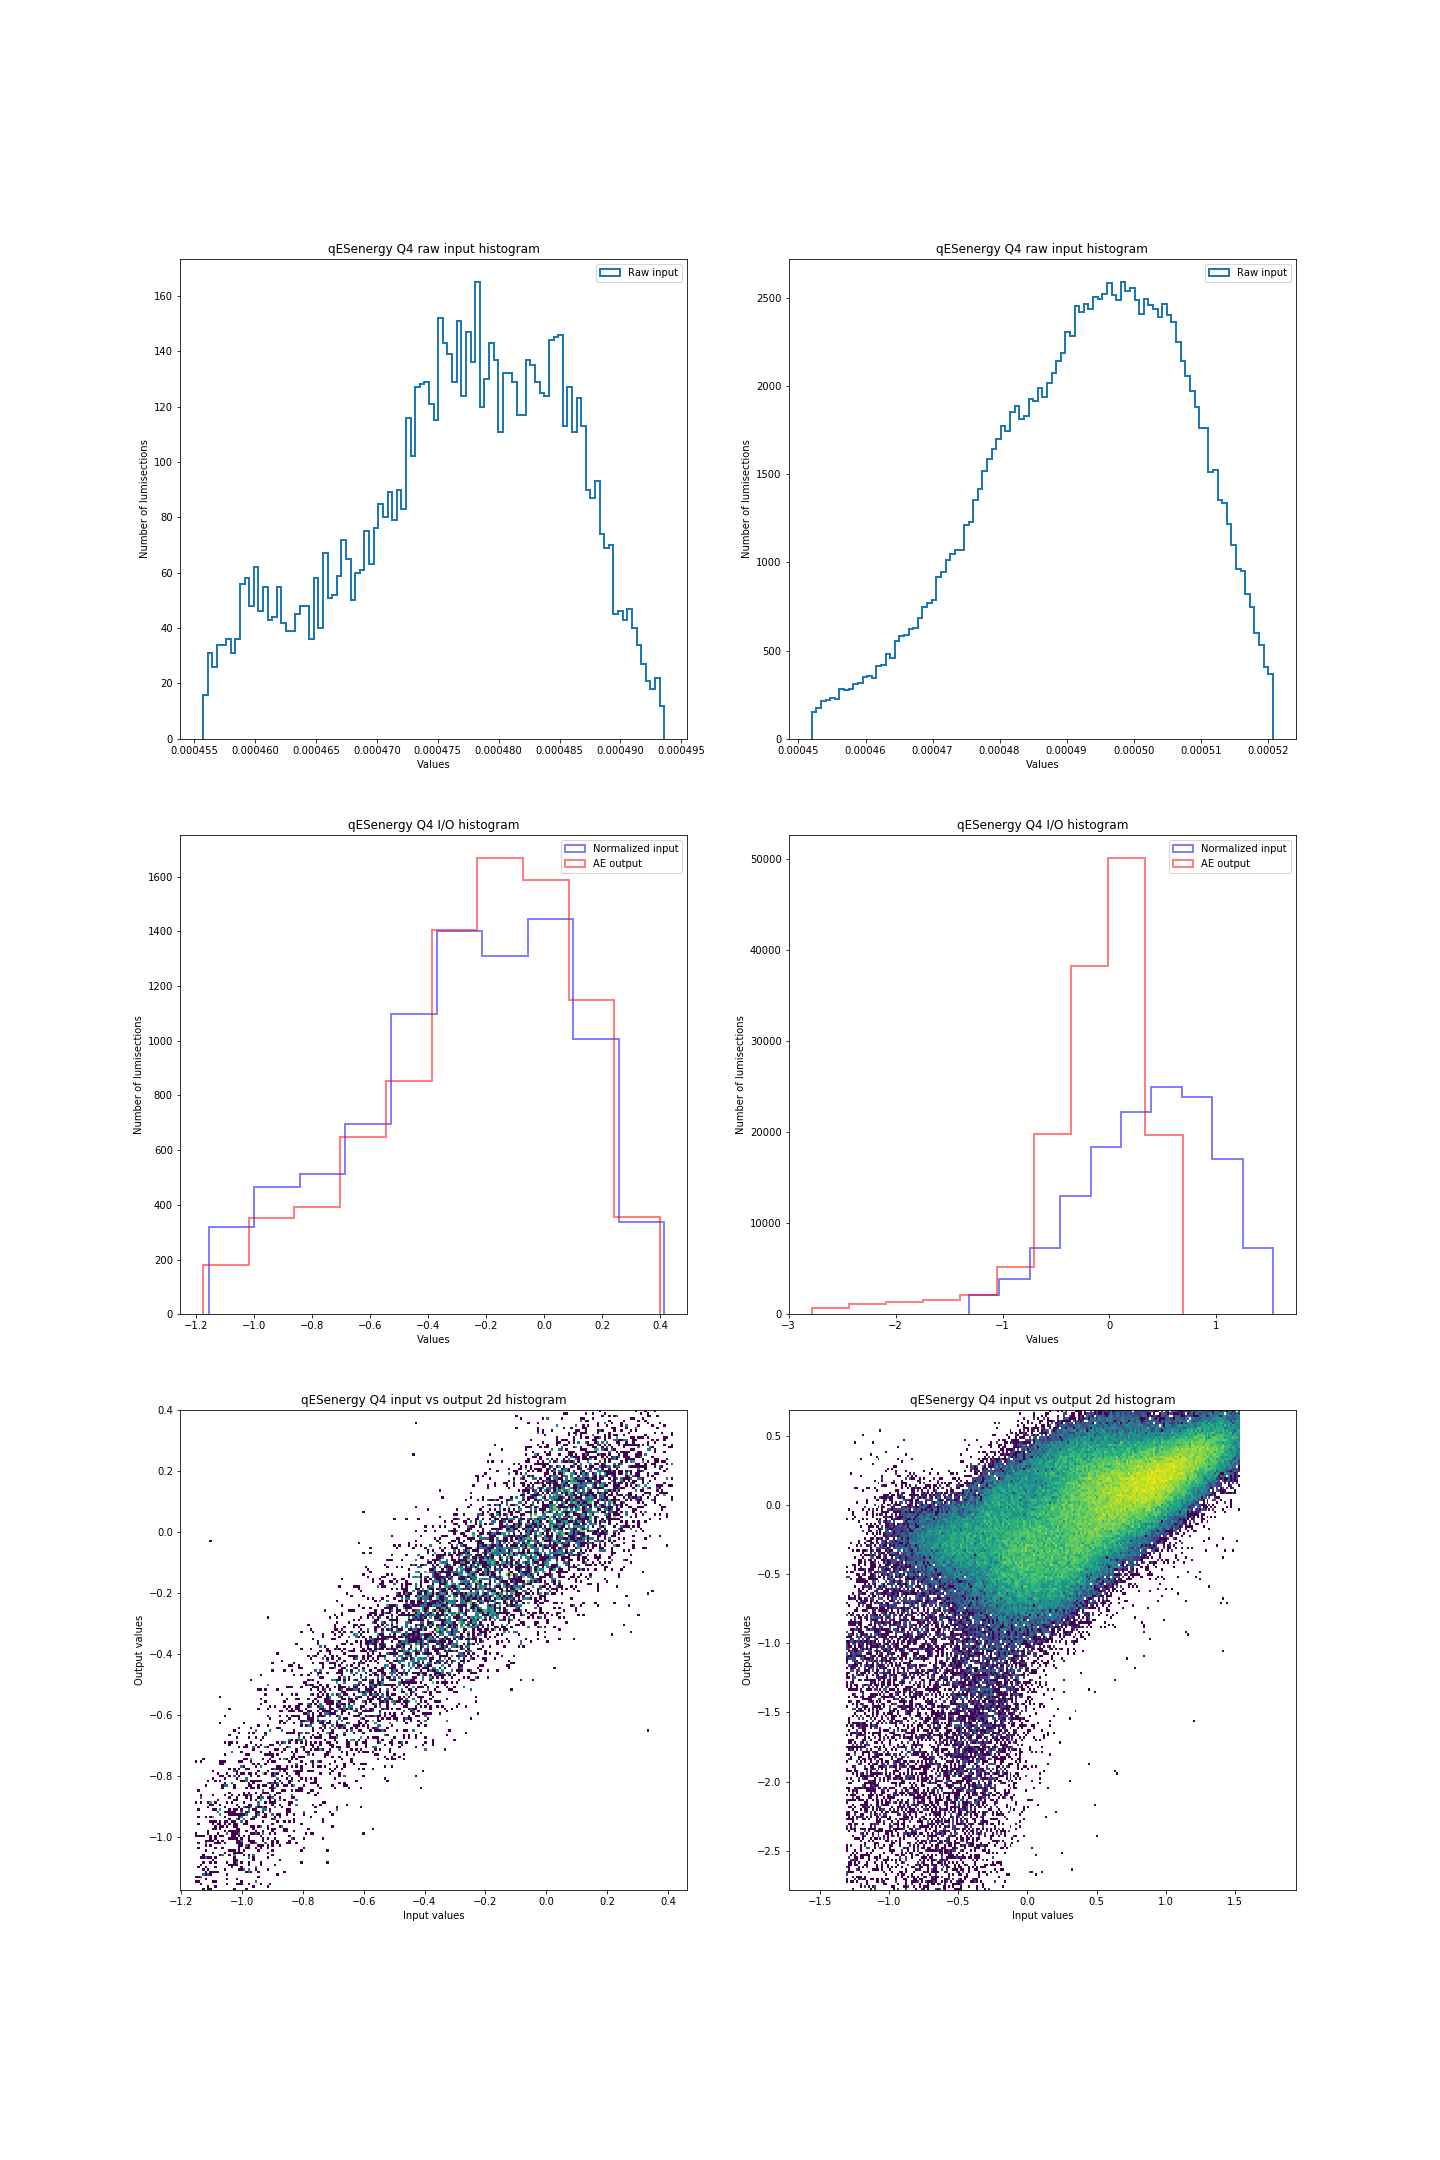 qESenergy Q4 raw input histogram
Raw input
Number of lumisections
160
140
120
100
80
60
40
20
0
0.000455 0.000460 0.000465 0.000470 0.000475 0.000480 0.000485 0.000490 0.000495
Values
qESenergy Q4 raw input histogram
Raw input
Number of lumisections
2500
2000
1500
1000
500
0
0.00045 0.00046 0.00047 0.00048 0.00049 0.00050 0.00051 0.00052
Values
qESenergy Q4 I/O histogram
Normalized input
AE output
Number of lumisections
1600
1400
1200
1000
800
600
400
200
0
−1.2 −1.0 −0.8 −0.6 −0.4 −0.2 0.0 0.2 0.4
Values
qESenergy Q4 I/O histogram
Normalized input
AE output
Number of lumisections
50000
40000
30000
20000
10000
0
−3 −2 −1 0 1
Values
qESenergy Q4 input vs output 2d histogram
Output values
0.4
0.2
0.0
−0.2
−0.4
−0.6
−0.8
−1.0
−1.2 −1.0 −0.8 −0.6 −0.4 −0.2 0.0 0.2 0.4
Input values
qESenergy Q4 input vs output 2d histogram
Output values
0.5
0.0
−0.5
−1.0
−1.5
−2.0
−2.5
−1.5 −1.0 −0.5 0.0 0.5 1.0 1.5
Input values